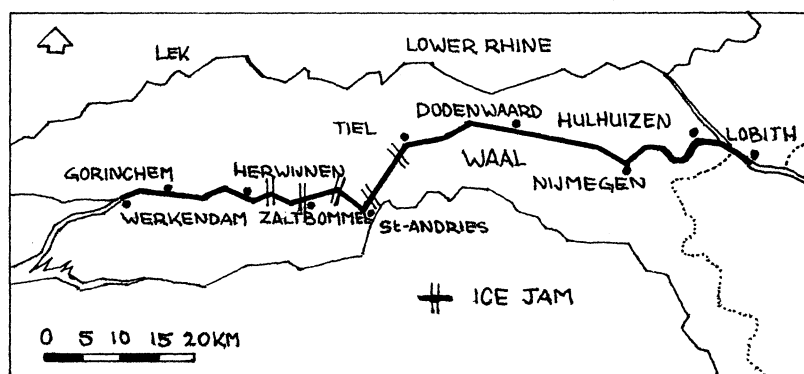 LEK
LOWER RHINE
TIEL
DODENWAARD
HULHUIZEN
LOBITH
WAAL
GORINCHEM
HERWIJNEN
NIJMEGEN
WERKENDAM
ZALTBOMMEL
St-ANDRIES
ICE JAM
0 5 10 15 20KM